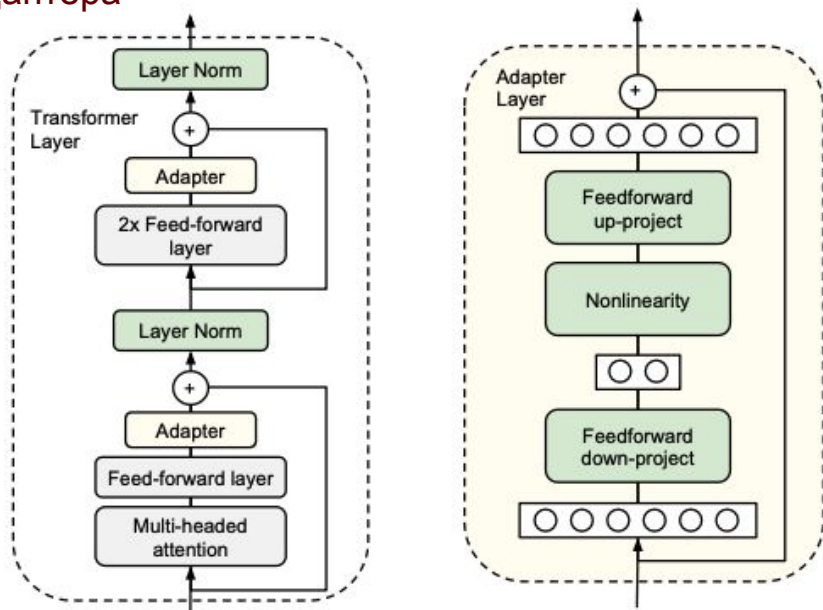 Layer Norm
Transformer
Layer
+
Adapter
2x Feed-forward
layer
Layer Norm
+
Adapter
Feed-forward layer
Multi-headed
attention
Adapter
Layer
+
Feedforward
up-project
Nonlinearity
Feedforward
down-project